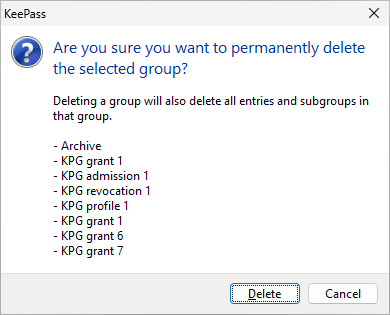 KeePass
Are you sure you want to permanently delete
the selected group?
Deleting a group will also delete all entries and subgroups in
that group.
- Archive
- KPG grant 1
- KPG admission 1
- KPG revocation 1
- KPG profile 1
- KPG grant 1
- KPG grant 6
- KPG grant 7
Delete
Cancel